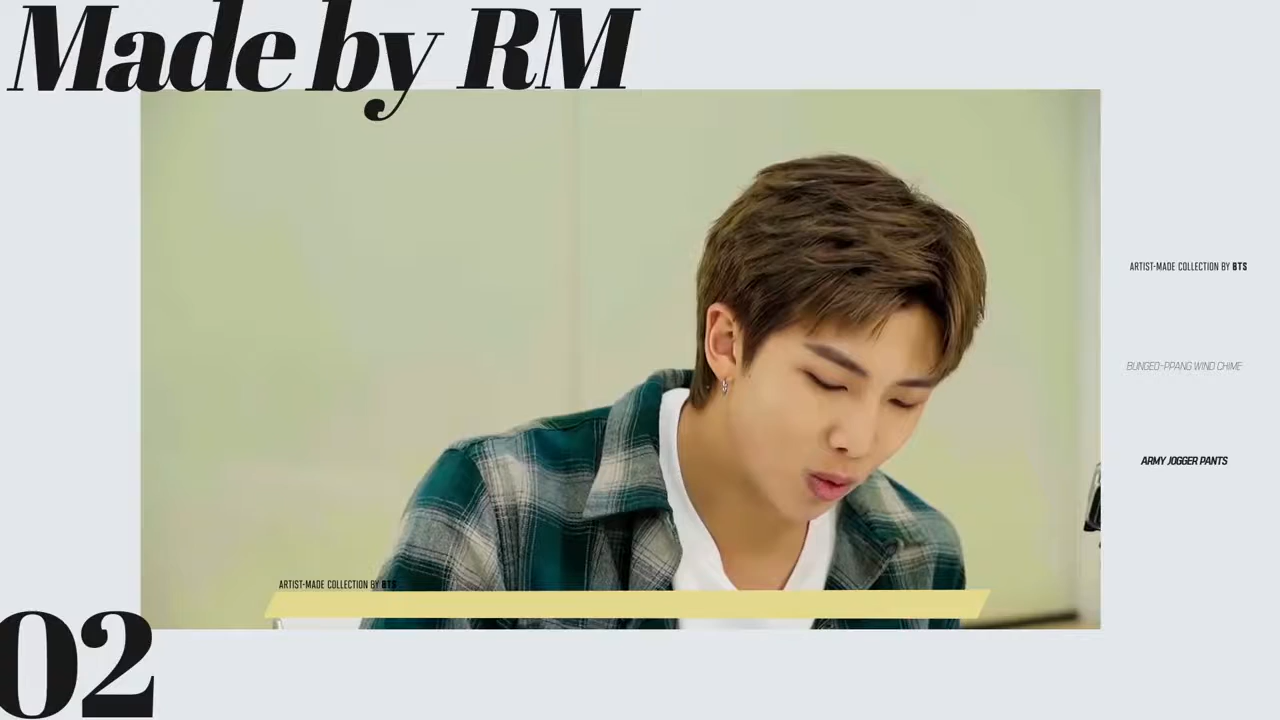 Made by RM
ARTIST-MADE COLLECTION BY BTS
BUNGEO-PPANG WIND CHIME
ARMY JOGGER PANTS
ARTIST-MADE COLLECTION BY BTS
02